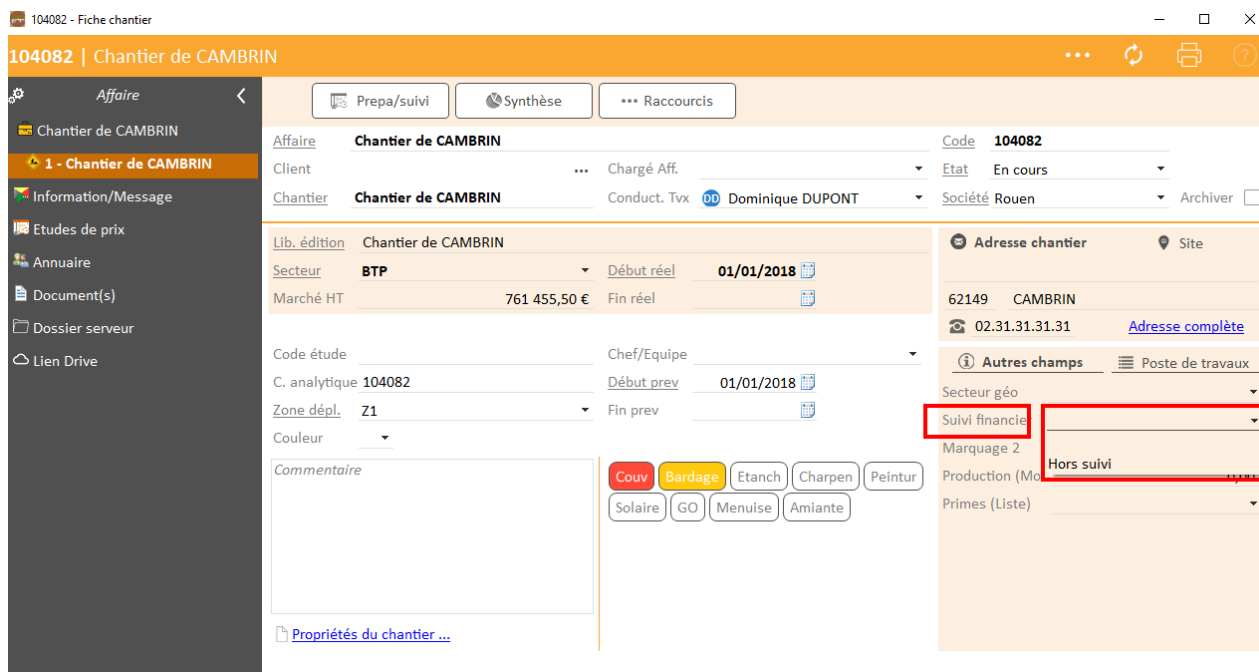 104082 - Fiche chantier
104082 | Chantier de CAMBRIN
Affaire
Chantier de CAMBRIN
1 - Chantier de CAMBRIN
Information/Message
Etudes de prix
Annuaire
Document(s)
Dossier serveur
Lien Drive
Prepa/suivi Synthèse ••• Raccourcis
Affaire Chantier de CAMBRIN Code 104082
Client ... Chargé Aff. Etat En cours
Chantier Chantier de CAMBRIN Conduct. Tvx DD Dominique DUPONT Société Rouen Archiver
Lib. édition Chantier de CAMBRIN
Secteur BTP Début réel 01/01/2018
Marché HT 761 455,50 € Fin réel
Adresse chantier Site
62149 CAMBRIN
02.31.31.31.31 Adresse complète
Code étude Chef/Equipe
C. analytique 104082 Début prev 01/01/2018
Zone dépl. Z1 Fin prev
Couleur
Commentaire
Couv Bardage Etanch Charpen Peintur
Solaire GO Menuise Amiante
Propriétés du chantier ...
Autres champs Poste de travaux
Secteur géo
Suivi financier
Marquage 2
Hors suivi
Production (Mo
Primes (Liste)